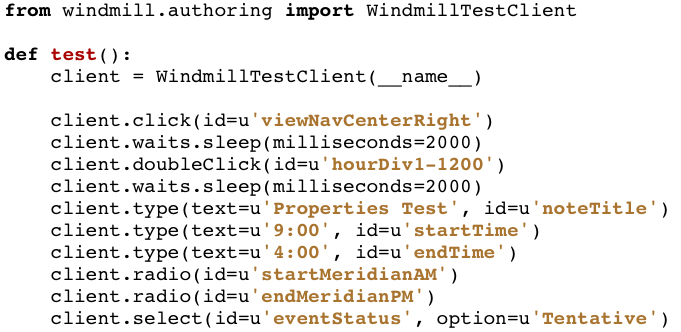 from windmill.authoring import WindmillTestClient
def test():
    client = WindmillTestClient(__name__)
    client.click(id=u'viewNavCenterRight')
    client.waits.sleep(milliseconds=2000)
    client.doubleClick(id=u'hourDiv1-1200')
    client.waits.sleep(milliseconds=2000)
    client.type(text=u'Properties Test', id=u'noteTitle')
    client.type(text=u'9:00', id=u'startTime')
    client.type(text=u'4:00', id=u'endTime')
    client.radio(id=u'startMeridianAM')
    client.radio(id=u'endMeridianPM')
    client.select(id=u'eventStatus', option=u'Tentative')